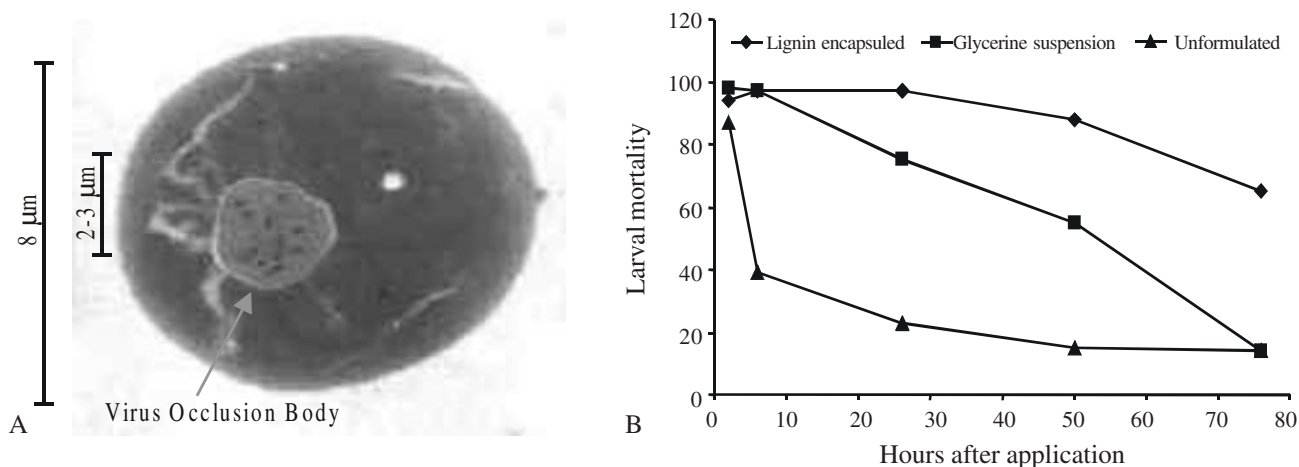 8 μm
2-3 μm
Virus Occlusion Body
A
120
100
80
60
40
20
0
Larval mortality
Lignin encapsuled Glycerine suspension Unformulated
0 10 20 30 40 50 60 70 80
Hours after application
B